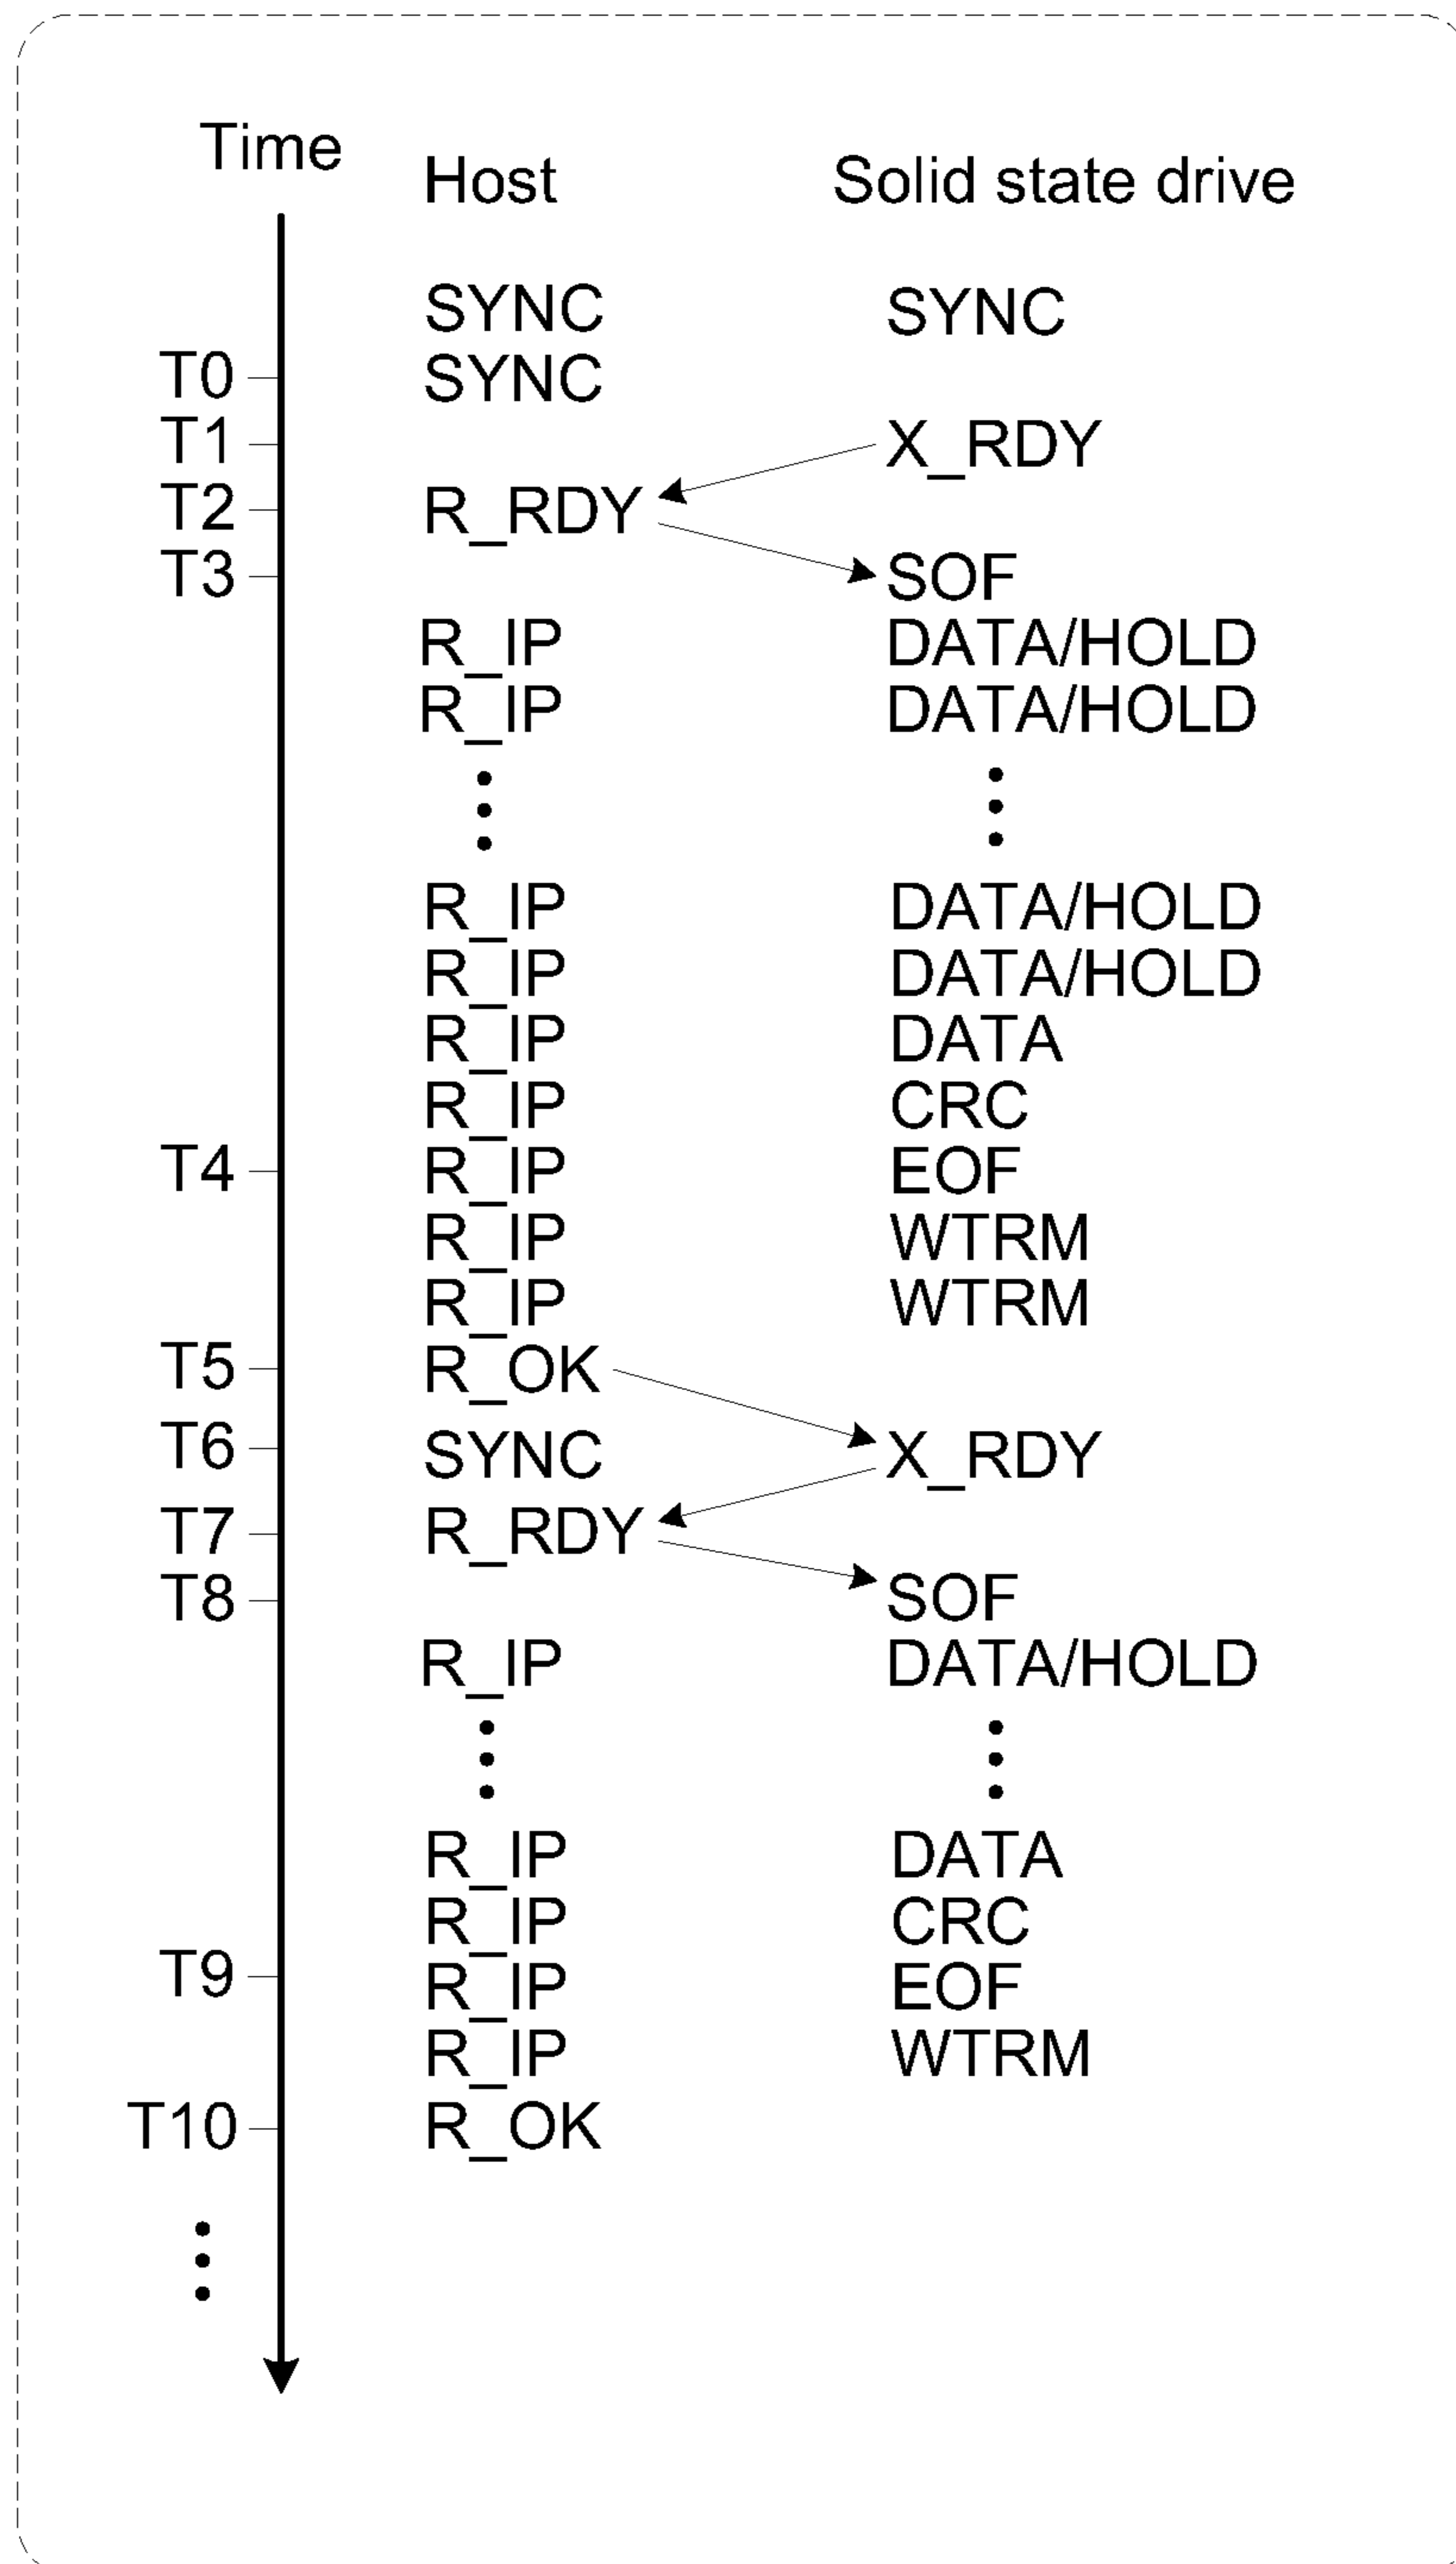 Time Host Solid state drive
SYNC SYNC
T0 SYNC
T1 X_RDY
T2 R_RDY
T3 SOF
R_IP DATA/HOLD
R_IP DATA/HOLD
R_IP DATA/HOLD
R_IP DATA/HOLD
R_IP DATA
R_IP CRC
T4 R_IP EOF
R_IP WTRM
R_IP WTRM
T5 R_OK
T6 SYNC X_RDY
T7 R_RDY
T8 SOF
R_IP DATA/HOLD
R_IP DATA
R_IP CRC
T9 R_IP EOF
R_IP WTRM
T10 R_OK